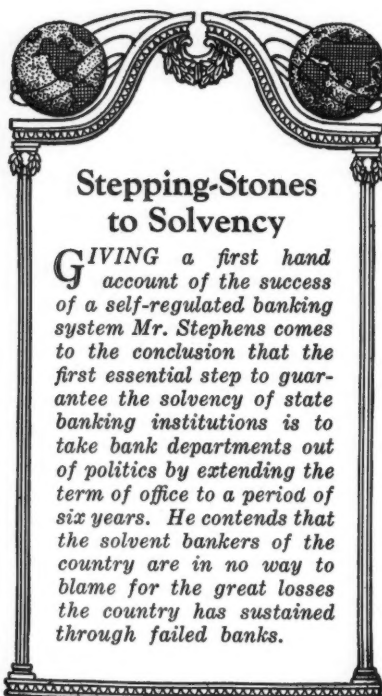 Stepping-Stones
to Solvency
GIVING a first hand
account of the success
of a self-regulated banking
system Mr. Stephens comes
to the conclusion that the
first essential step to guar-
antee the solvency of state
banking institutions is to
take bank departments out
of politics by extending the
term of office to a period of
six years. He contends that
the solvent bankers of the
country are in no way to
blame for the great losses
the country has sustained
through failed banks.